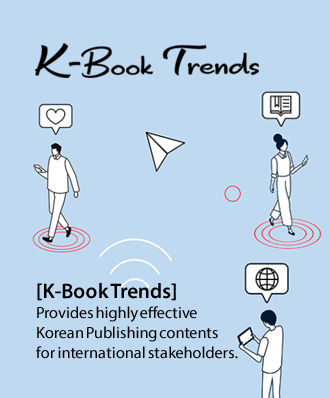 K-Book Trends
[K-Book Trends]
Provides highly effective
Korean Publishing contents
for international stakeholders.